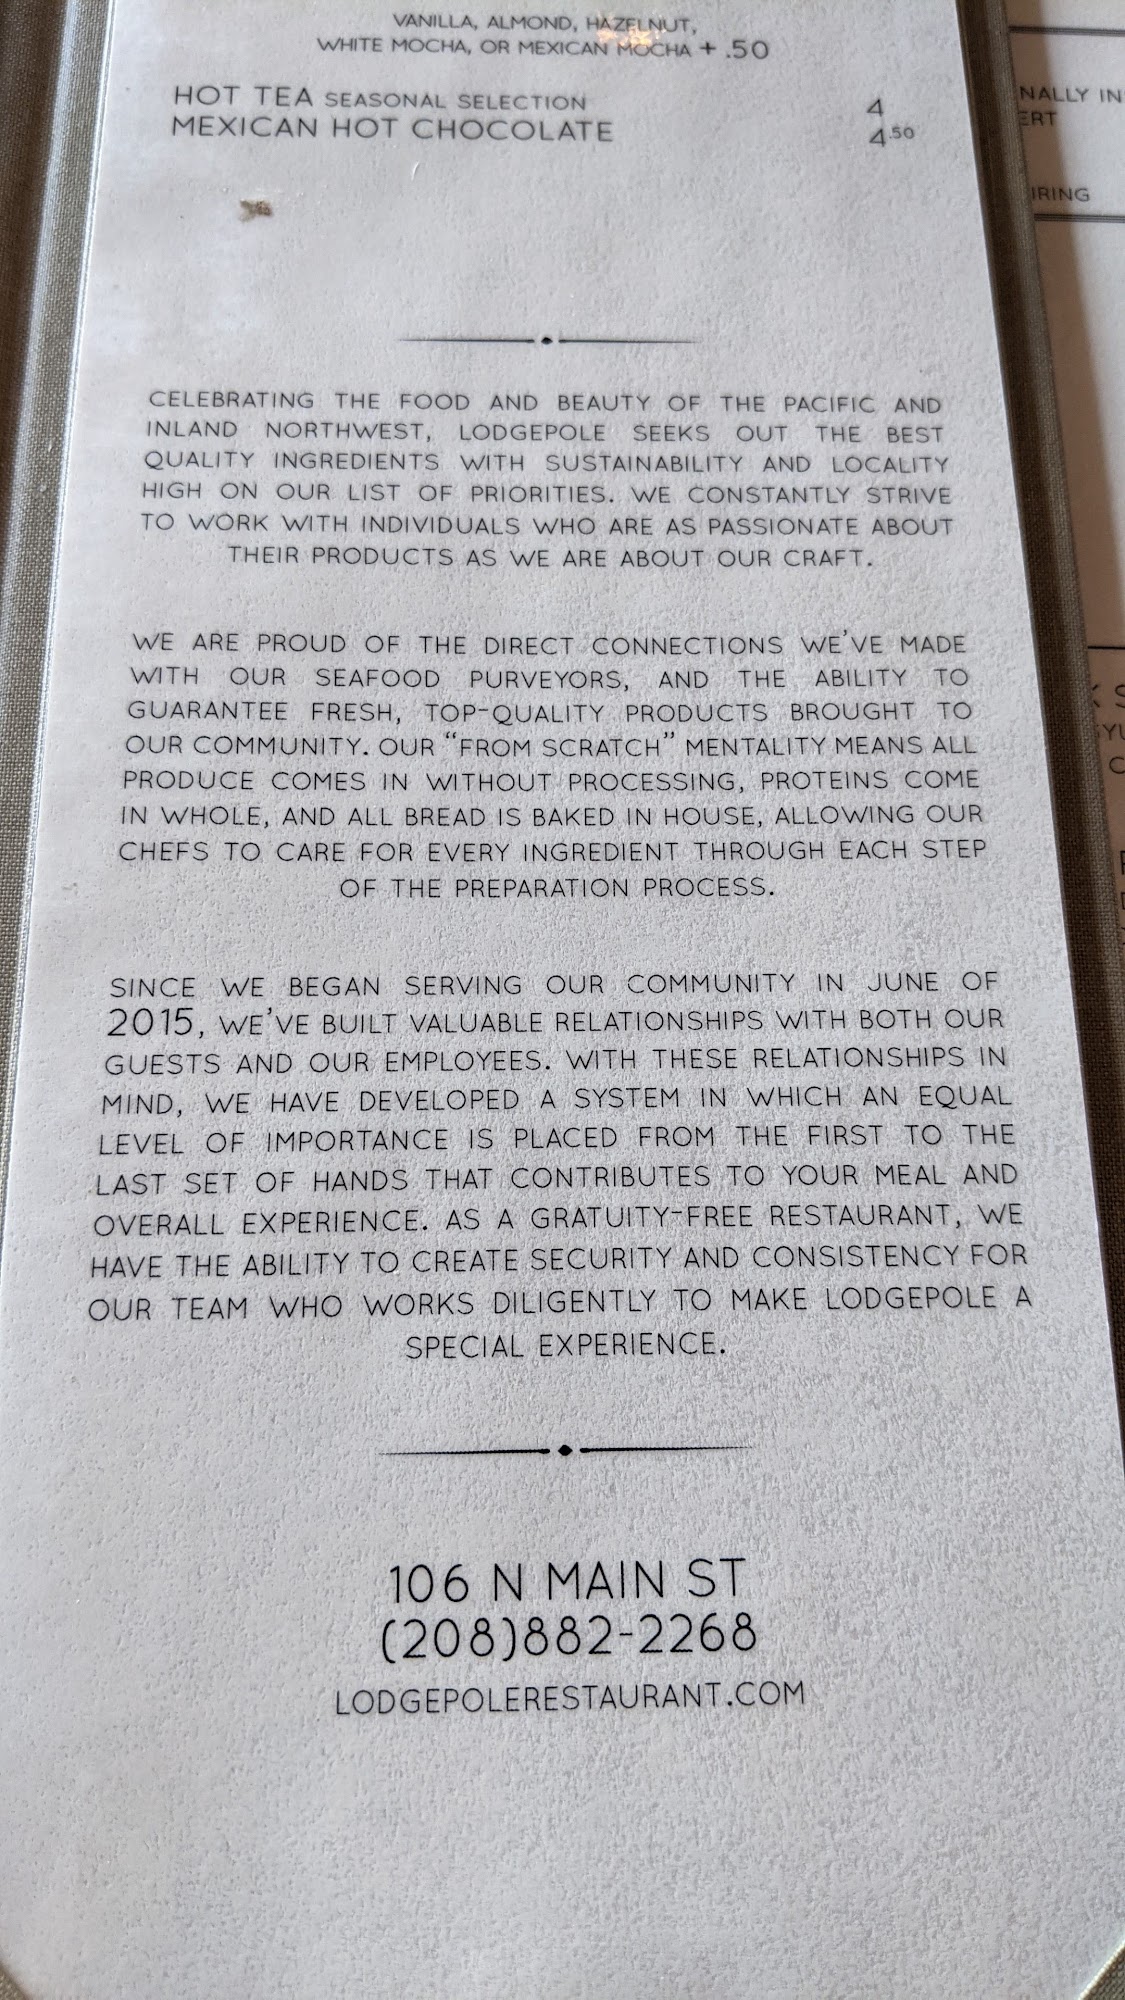 VANILLA, ALMOND, HAZELNUT,
WHITE MOCHA, OR MEXICAN MOCHA + .50
HOT TEA SEASONAL SELECTION 4
MEXICAN HOT CHOCOLATE 4.50
CELEBRATING THE FOOD AND BEAUTY OF THE PACIFIC AND
INLAND NORTHWEST, LODGEPOLE SEEKS OUT THE BEST
QUALITY INGREDIENTS WITH SUSTAINABILITY AND LOCALITY
HIGH ON OUR LIST OF PRIORITIES. WE CONSTANTLY STRIVE
TO WORK WITH INDIVIDUALS WHO ARE AS PASSIONATE ABOUT
THEIR PRODUCTS AS WE ARE ABOUT OUR CRAFT.
WE ARE PROUD OF THE DIRECT CONNECTIONS WE'VE MADE
WITH OUR SEAFOOD PURVEYORS, AND THE ABILITY TO
GUARANTEE FRESH, TOP-QUALITY PRODUCTS BROUGHT TO
OUR COMMUNITY. OUR "FROM SCRATCH" MENTALITY MEANS ALL
PRODUCE COMES IN WITHOUT PROCESSING, PROTEINS COME
IN WHOLE, AND ALL BREAD IS BAKED IN HOUSE, ALLOWING OUR
CHEFS TO CARE FOR EVERY INGREDIENT THROUGH EACH STEP
OF THE PREPARATION PROCESS.
SINCE WE BEGAN SERVING OUR COMMUNITY IN JUNE OF
2015, WE'VE BUILT VALUABLE RELATIONSHIPS WITH BOTH OUR
GUESTS AND OUR EMPLOYEES. WITH THESE RELATIONSHIPS IN
MIND, WE HAVE DEVELOPED A SYSTEM IN WHICH AN EQUAL
LEVEL OF IMPORTANCE IS PLACED FROM THE FIRST TO THE
LAST SET OF HANDS THAT CONTRIBUTES TO YOUR MEAL AND
OVERALL EXPERIENCE. AS A GRATUITY-FREE RESTAURANT, WE
HAVE THE ABILITY TO CREATE SECURITY AND CONSISTENCY FOR
OUR TEAM WHO WORKS DILIGENTLY TO MAKE LODGEPOLE A
SPECIAL EXPERIENCE.
106 N MAIN ST
(208)882-2268
LODGEPOLERESTAURANT.COM